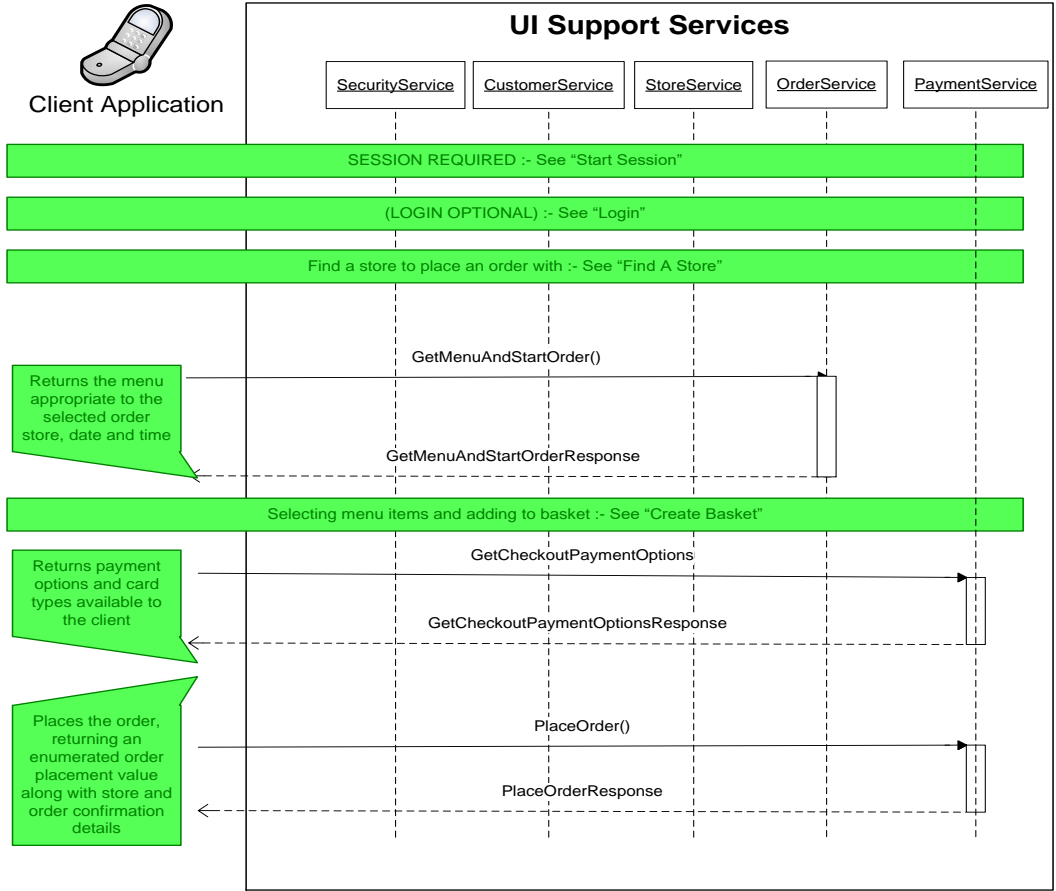 UI Support Services
Client Application
SecurityService
CustomerService
StoreService
OrderService
PaymentService
SESSION REQUIRED :- See “Start Session”
(LOGIN OPTIONAL) :- See “Login”
Find a store to place an order with :- See “Find A Store”
GetMenuAndStartOrder()
Returns the menu
appropriate to the
selected order
store, date and time
GetMenuAndStartOrderResponse
Selecting menu items and adding to basket :- See “Create Basket”
GetCheckoutPaymentOptions
Returns payment
options and card
types available to
the client
GetCheckoutPaymentOptionsResponse
PlaceOrder()
Places the order,
returning an
enumerated order
placement value
along with store and
order confirmation
details
PlaceOrderResponse